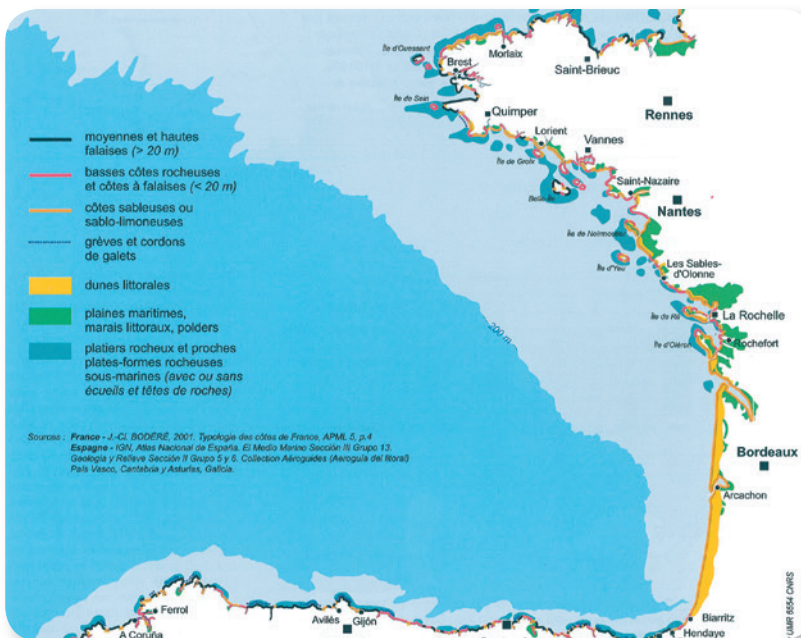 Île d'Ouessant
Morlaix
Brest
Saint-Brieuc
Île de Sein
Quimper
Rennes
Lorient
Vannes
Île de Groix
Saint-Nazaire
Belle-Île
Nantes
Île de Noirmoutier
Les Sables-
d'Olonne
Île d'Yeu
La Rochelle
Île de Ré
Rochefort
Île d'Oléron
200 m
Bordeaux
Arcachon
moyennes et hautes
falaises (> 20 m)
basses côtes rocheuses
et côtes à falaises (< 20 m)
côtes sableuses ou
sablo-limoneuses
grèves et cordons
de galets
dunes littorales
plaines maritimes,
marais littoraux, polders
platiers rocheux et proches
plates-formes rocheuses
sous-marines (avec ou sans
écueils et têtes de roches)
Sources : France - J.-Cl. BODÉRÉ, 2001. Typologie des côtes de France, APML 5, p.4
Espagne - IGN, Atlas Nacional de España. El Medio Marino Sección III Grupo 13.
Geología y Relieve Sección II Grupo 5 y 6. Collection Aéroguides (Aeroguía del litoral)
País Vasco, Cantabria y Asturias, Galicia.
Ferrol
A Coruña
Avilés
Gijón
Biarritz
Hendaye
UMR 6554 CNRS